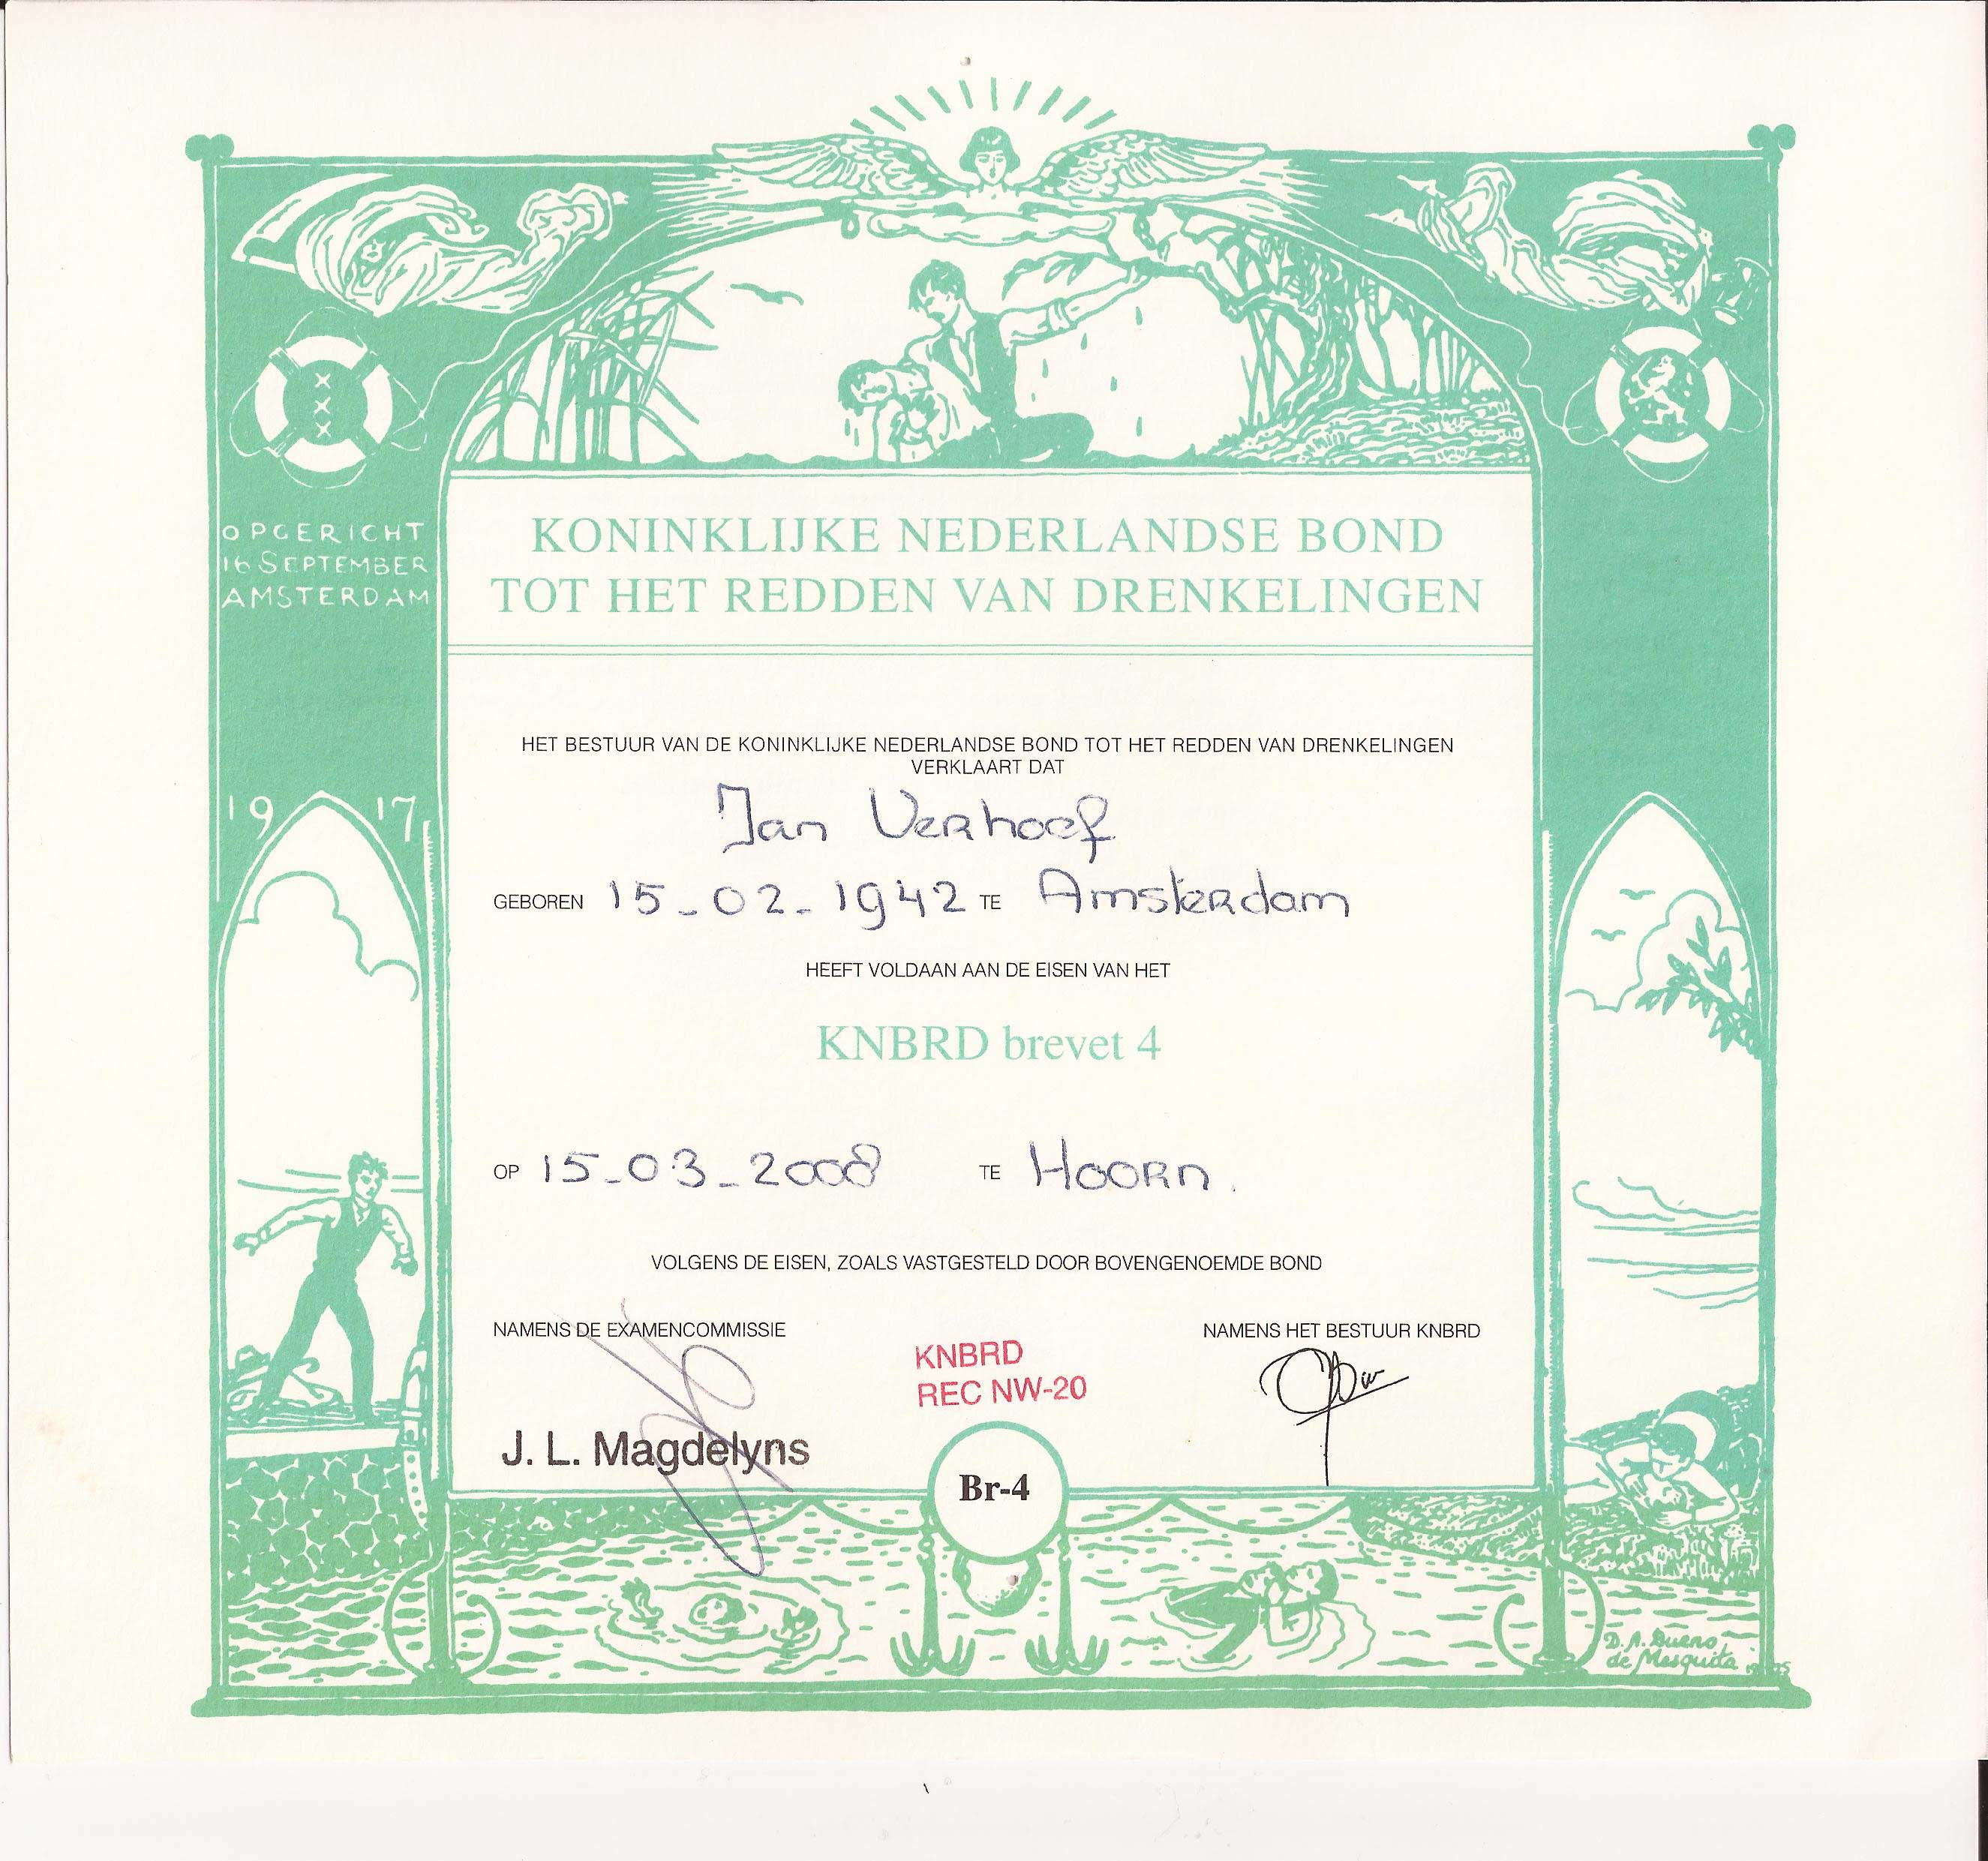 OPGERICHT
16 SEPTEMBER
AMSTERDAM
19 17
KONINKLIJKE NEDERLANDSE BOND
TOT HET REDDEN VAN DRENKELINGEN
HET BESTUUR VAN DE KONINKLIJKE NEDERLANDSE BOND TOT HET REDDEN VAN DRENKELINGEN
VERKLAART DAT
Jan Verhoef
GEBOREN 15-02-1942 TE Amsterdam
HEEFT VOLDAAN AAN DE EISEN VAN HET
KNBRD brevet 4
OP 15-03-2008 TE Hoorn.
VOLGENS DE EISEN, ZOALS VASTGESTELD DOOR BOVENGENOEMDE BOND
NAMENS DE EXAMENCOMMISSIE
NAMENS HET BESTUUR KNBRD
KNBRD
REC NW-20
J. L. Magdelyns
Br-4
D. A. Bueno
de Mesquita